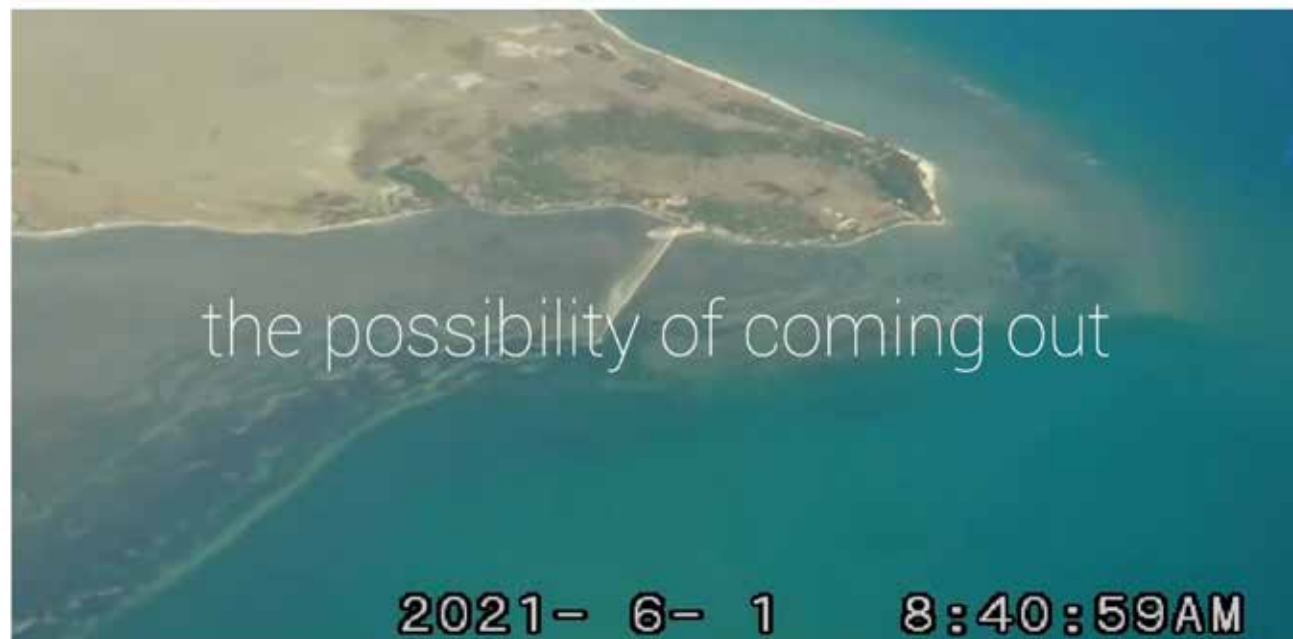 the possibility of coming out
2021- 6- 1 8:40:59AM